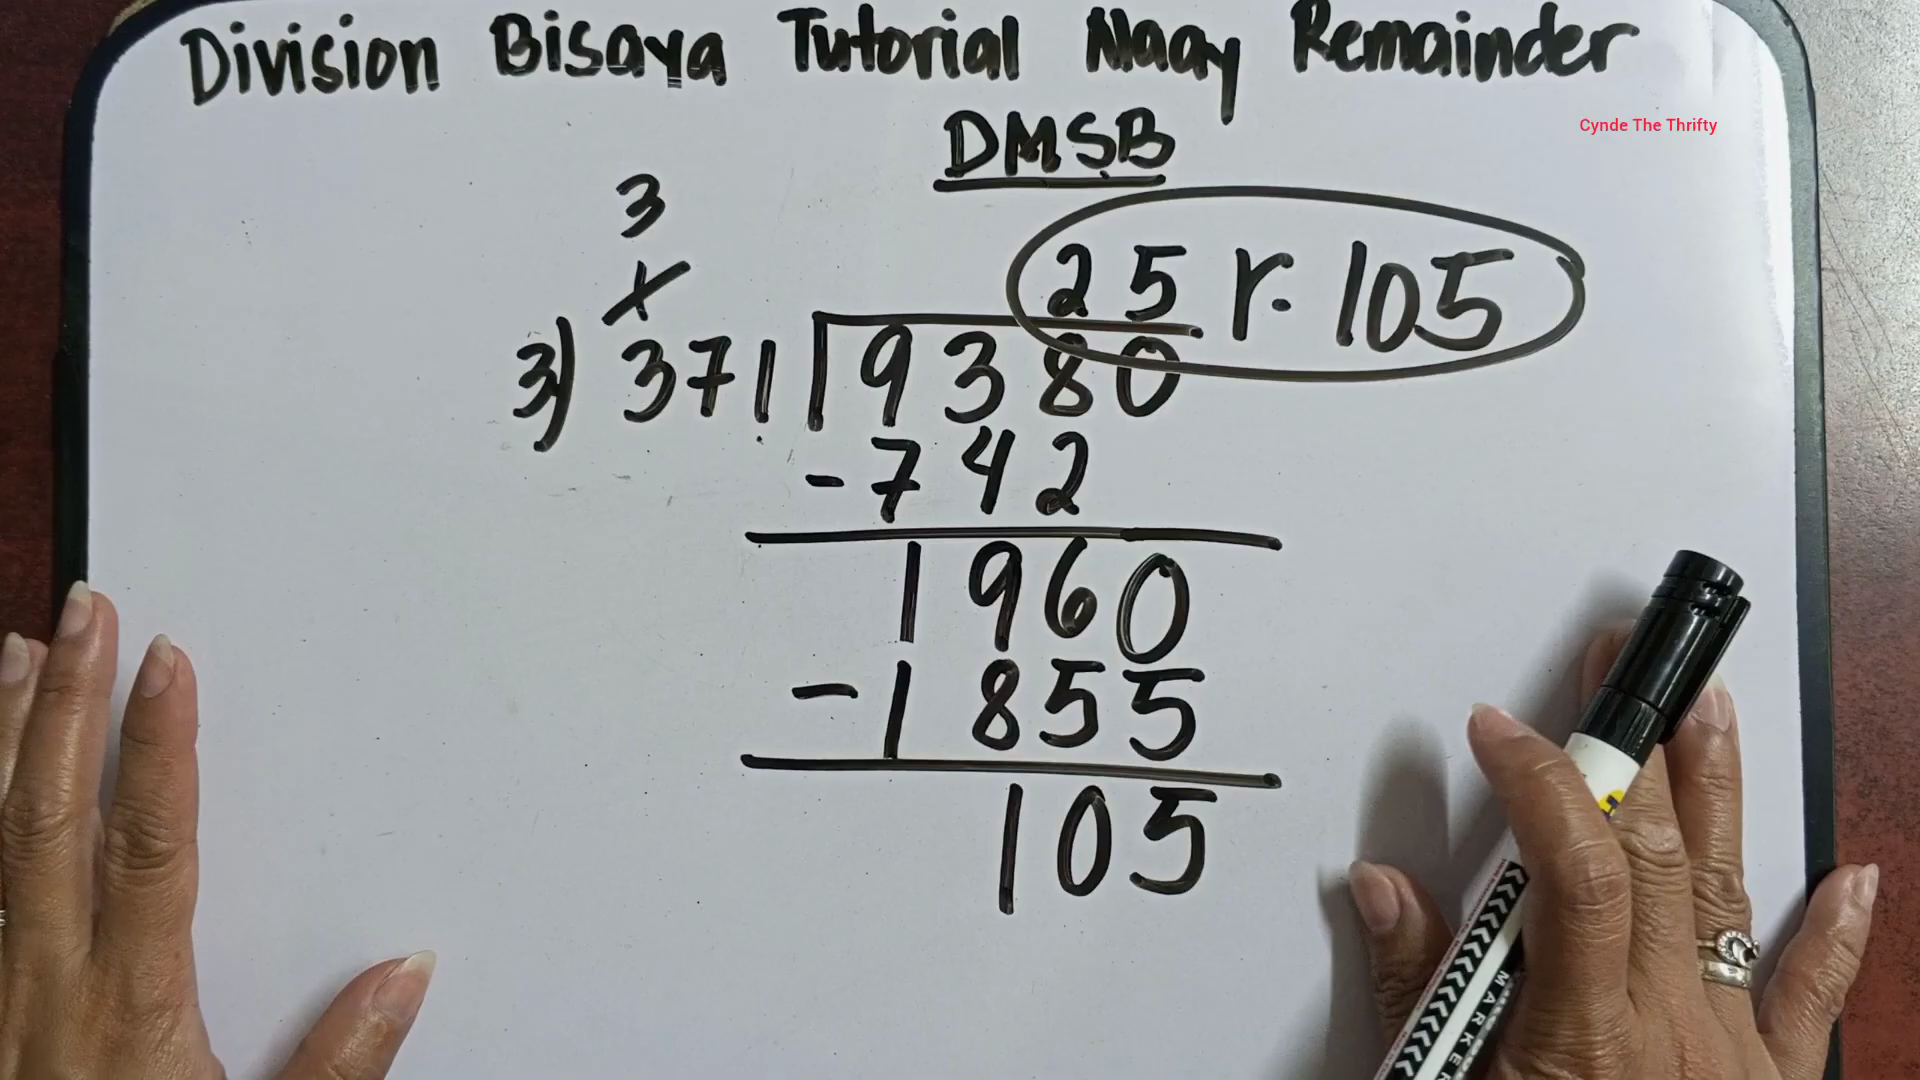 Division Bisaya Tutorial Naay Remainder
Cynde The Thrifty
DMSB
3
x
25 r. 105
3) 371 9380
- 742
1960
- 1855
105
MARKER